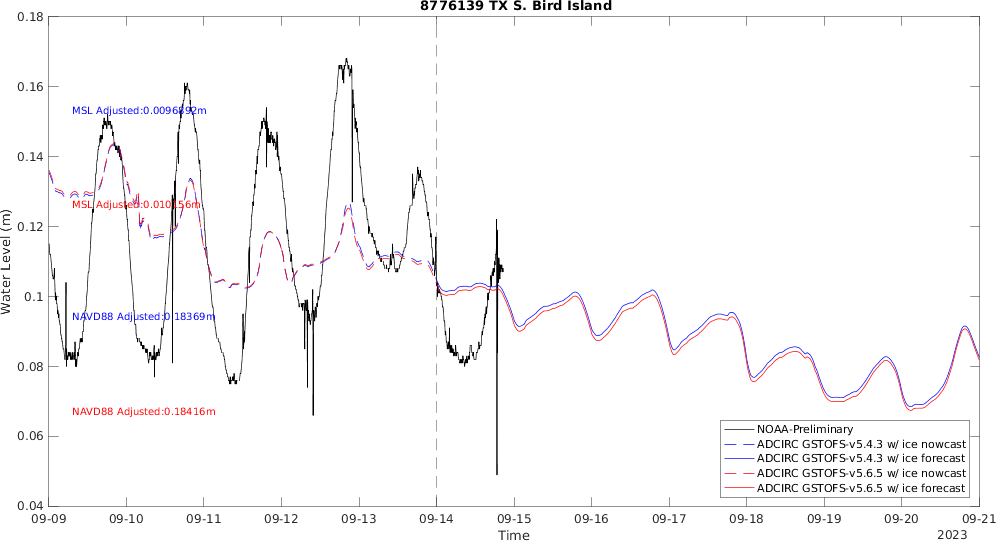 8776139 TX S. Bird Island
Water Level (m)
0.18
0.16
0.14
0.12
0.1
0.08
0.06
0.04
MSL Adjusted:0.0096892m
NAVD88 Adjusted:0.18369m
NAVD88 Adjusted:0.18416m
MSL Adjusted:
NOAA-Preliminary
ADCIRC GSTOFS-v5.4.3 w/ ice nowcast
ADCIRC GSTOFS-v5.4.3 w/ ice forecast
ADCIRC GSTOFS-v5.6.5 w/ ice nowcast
ADCIRC GSTOFS-v5.6.5 w/ ice forecast
09-09 09-10 09-11 09-12 09-13 09-14 09-15 09-16 09-17 09-18 09-19 09-20 09-21
Time
2023